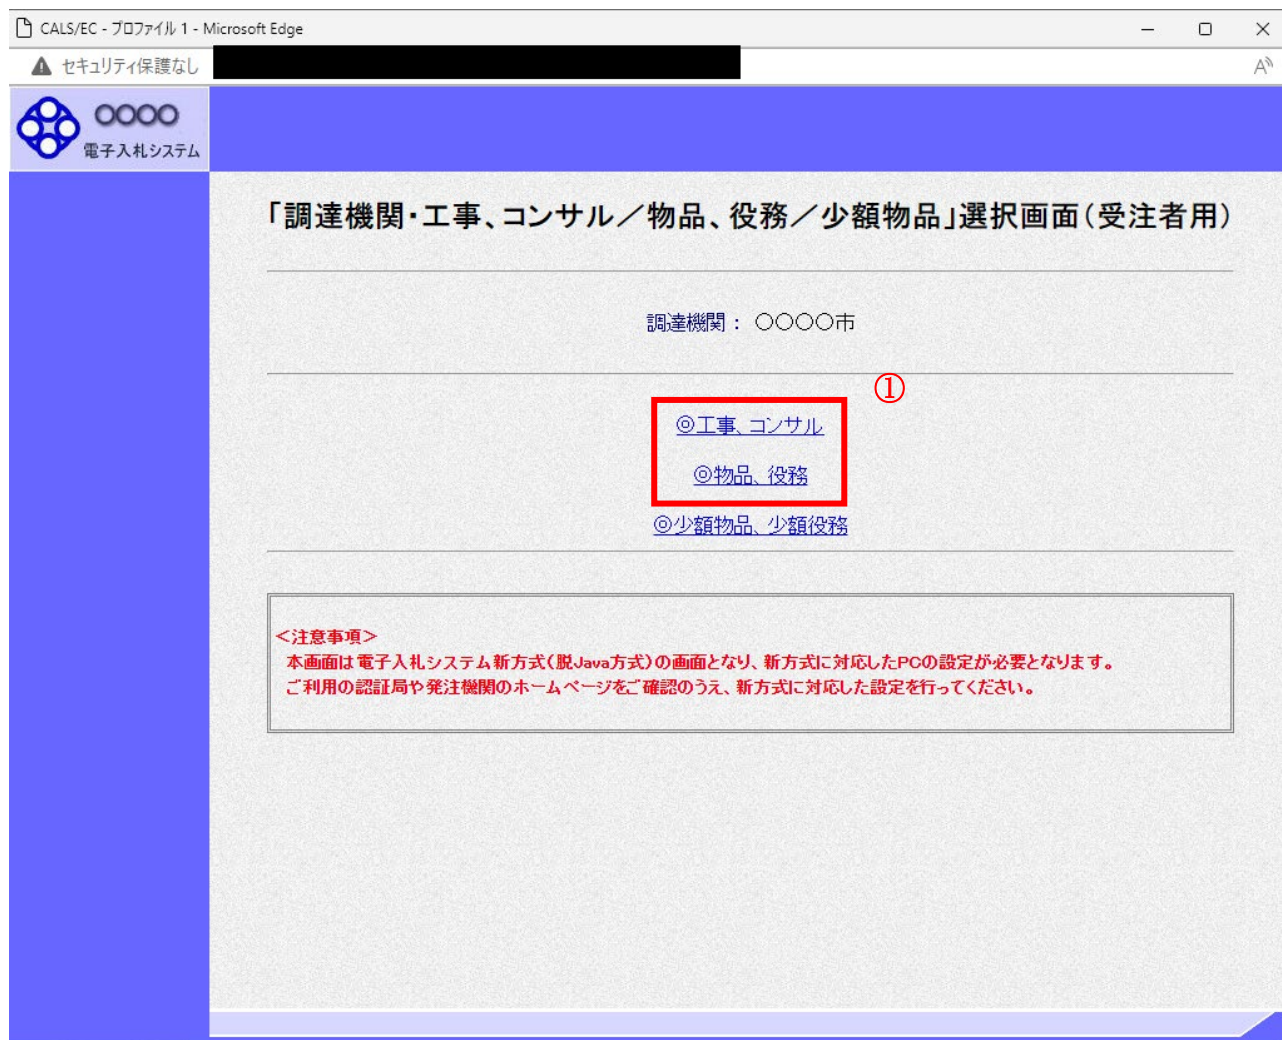 CALS/EC - プロファイル 1 - Microsoft Edge
セキュリティ保護なし
A
○○○○
電子入札システム
「調達機関・工事、コンサル／物品、役務／少額物品」選択画面（受注者用）
調達機関： ○○○○市
①
◎工事、コンサル
◎物品、役務
◎少額物品、少額役務
＜注意事項＞
本画面は電子入札システム新方式（脱Java方式）の画面となり、新方式に対応したPCの設定が必要となります。
ご利用の認証局や発注機関のホームページをご確認のうえ、新方式に対応した設定を行ってください。